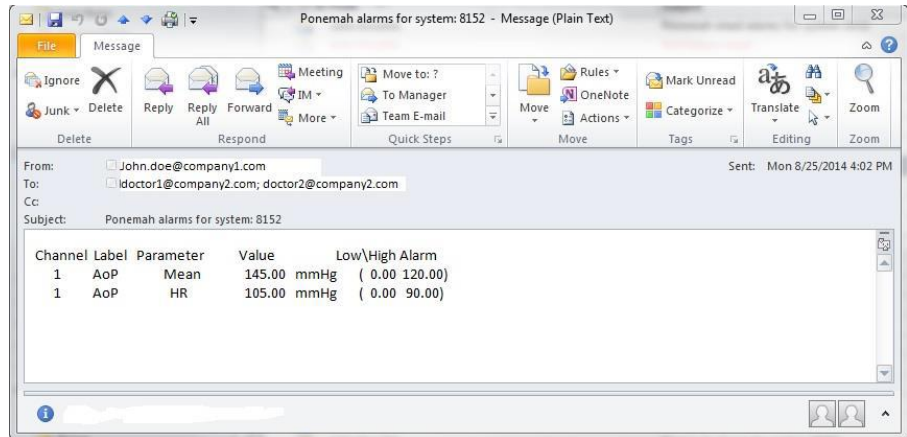 Ponemah alarms for system: 8152 - Message (Plain Text)
File Message
Ignore
Junk
Delete
Reply
Reply All
Forward
Meeting
IM
More
Move to: ?
To Manager
Team E-mail
Move
Rules
OneNote
Actions
Mark Unread
Categorize
Translate
Zoom
Delete Respond Quick Steps Move Tags Editing Zoom
From: John.doe@company1.com Sent: Mon 8/25/2014 4:02 PM
To: doctor1@company2.com; doctor2@company2.com
Cc:
Subject: Ponemah alarms for system: 8152
Channel Label Parameter Value Low\High Alarm
1 AoP Mean 145.00 mmHg ( 0.00 120.00)
1 AoP HR 105.00 mmHg ( 0.00 90.00)